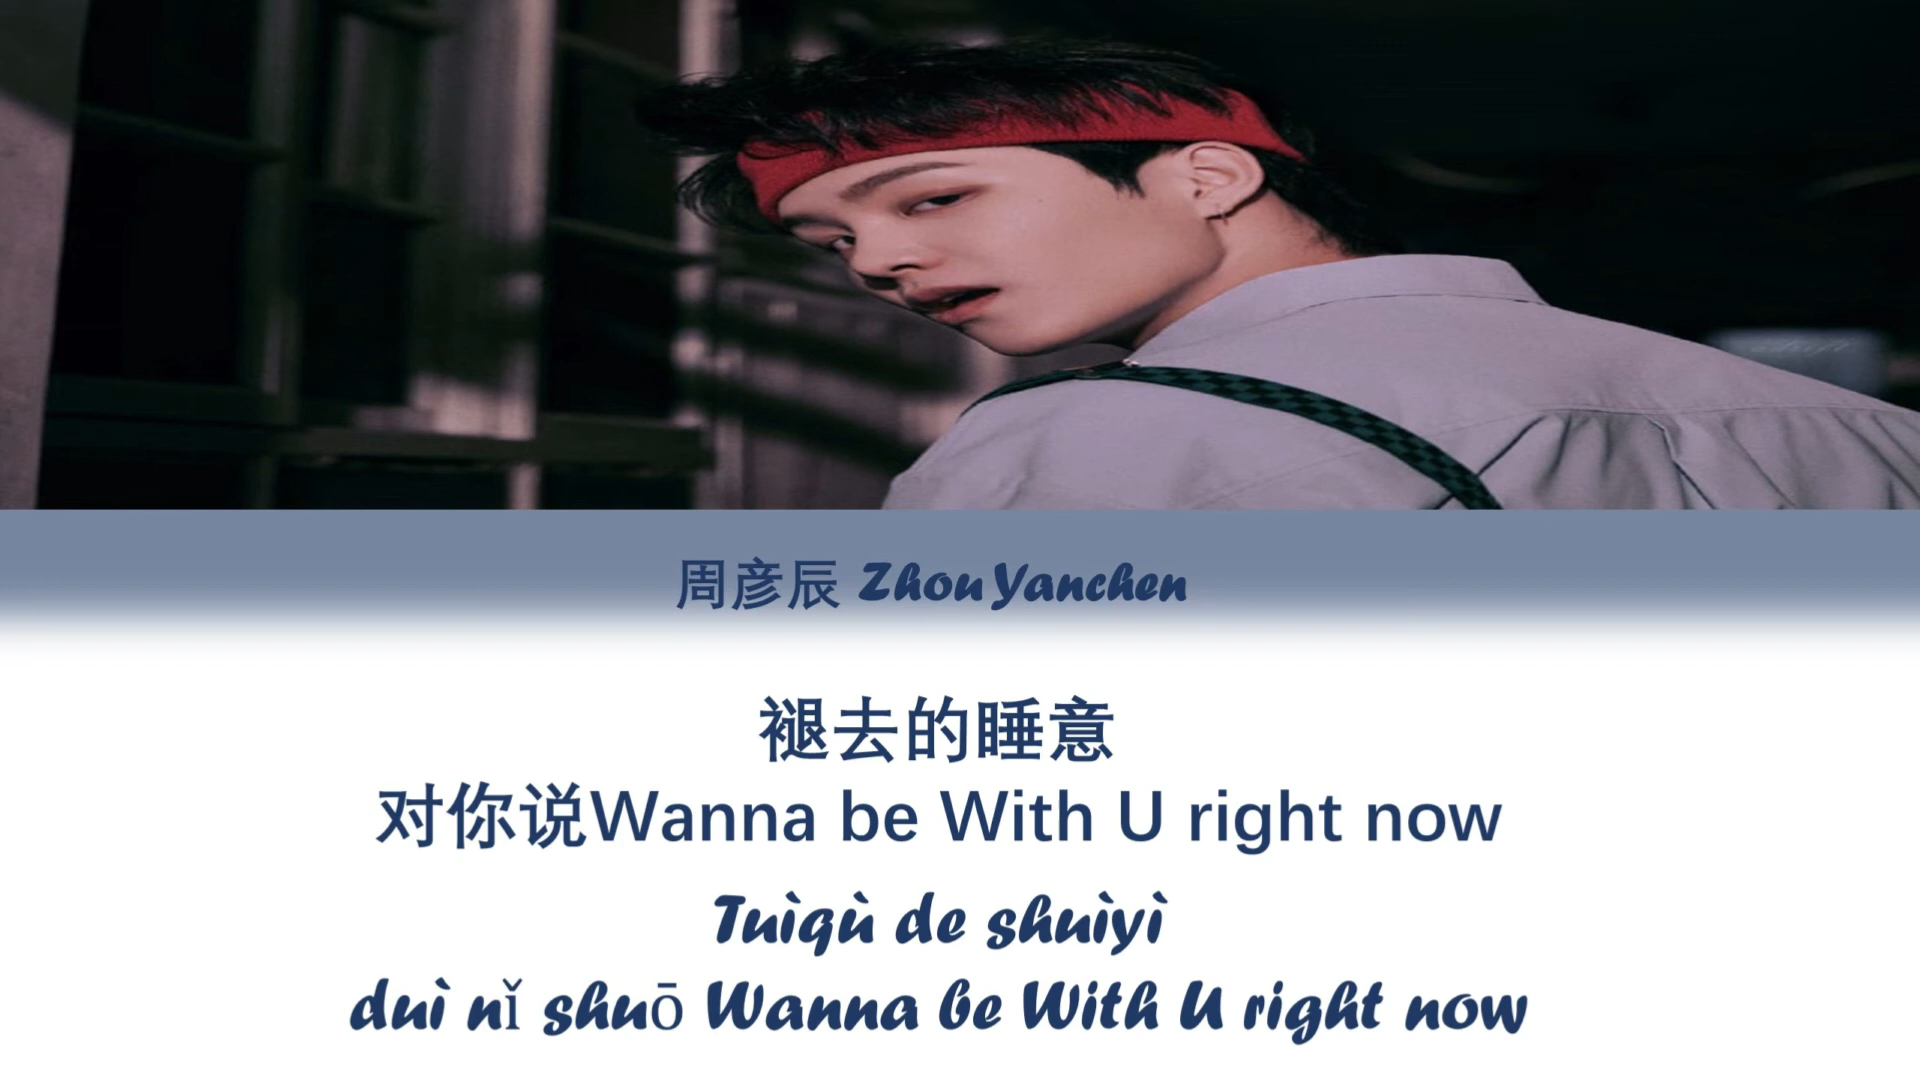 周彦辰 Zhou Yanchen
褪去的睡意
对你说Wanna be With U right now
Tuìqù de shuìyì
duì nǐ shuō Wanna be With U right now